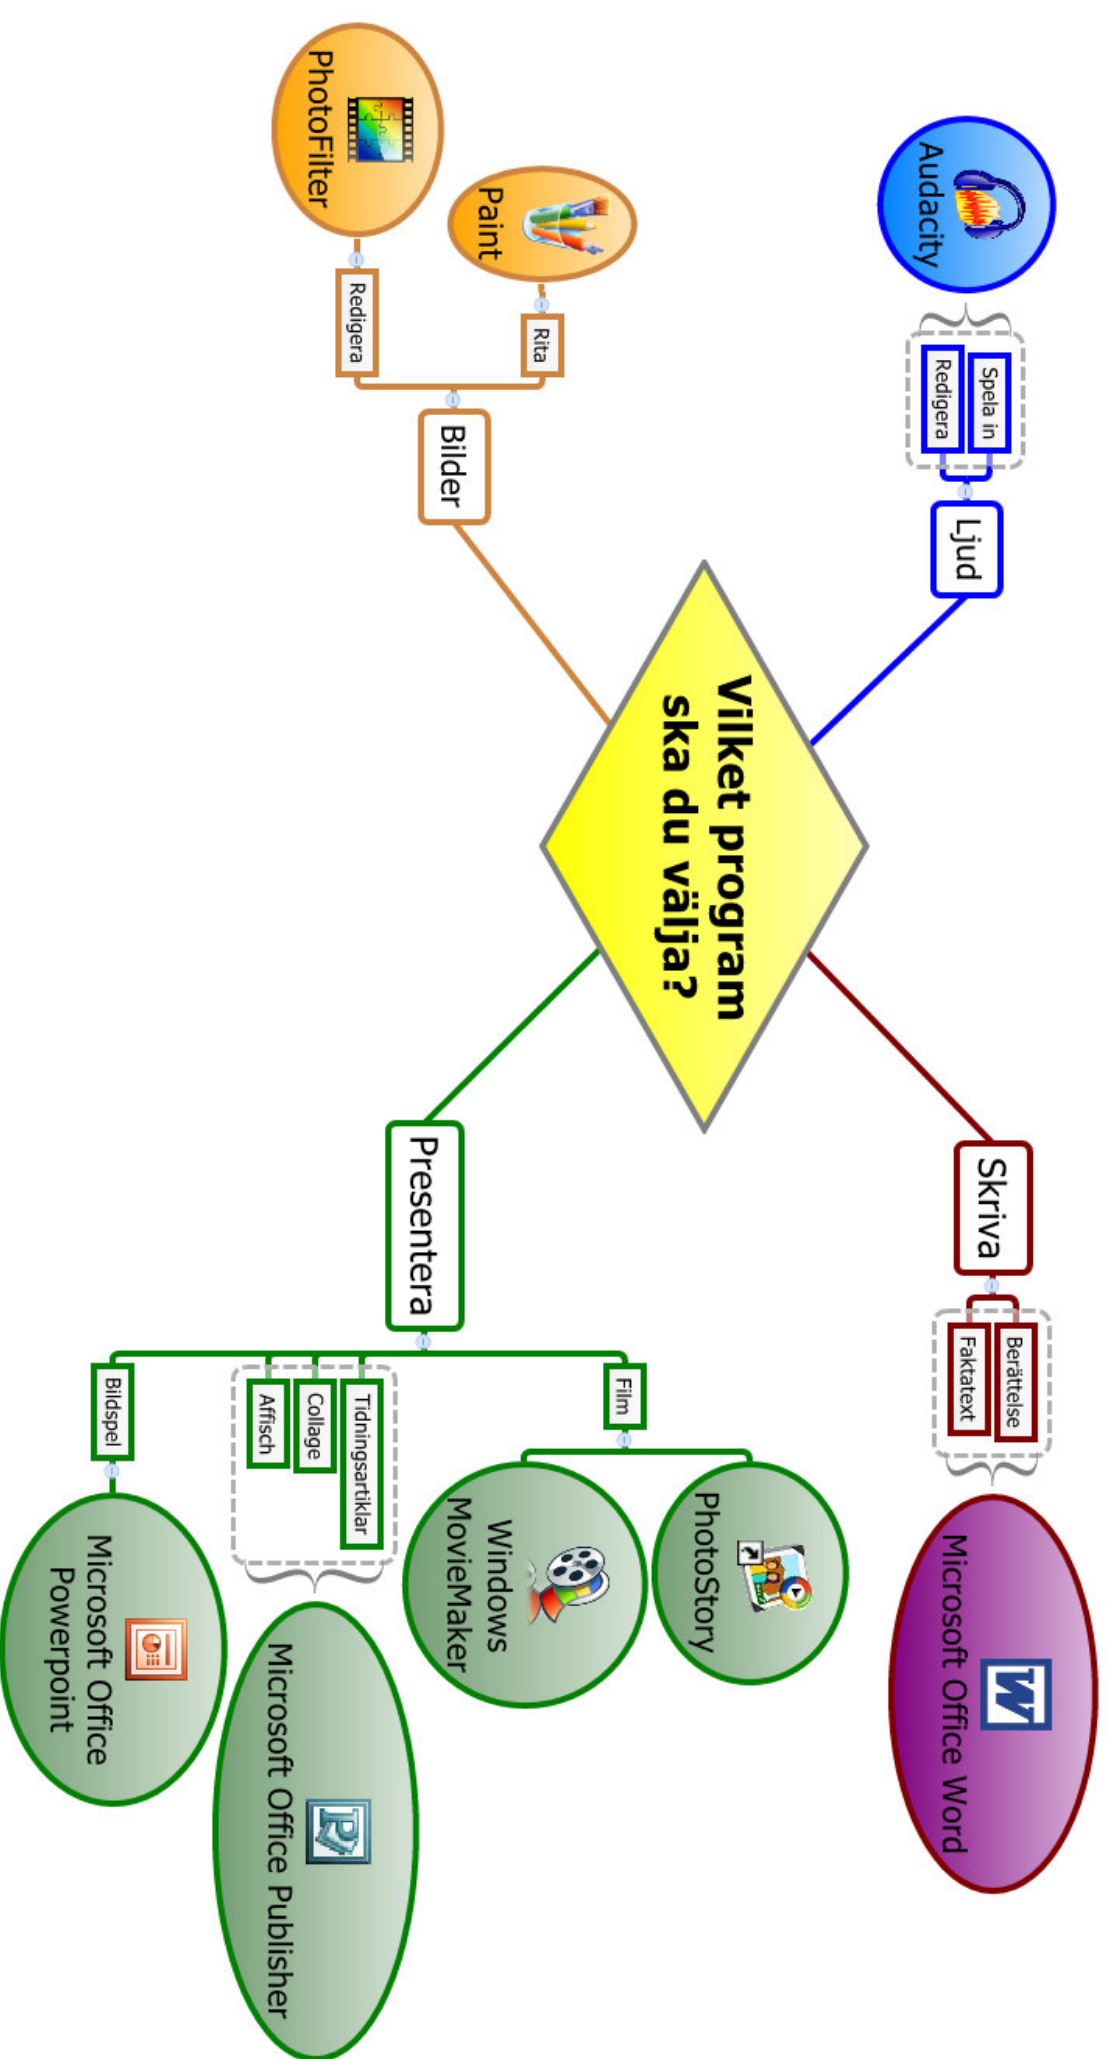 Vilket program
ska du välja?
Ljud
Spela in
Redigera
Audacity
Bilder
Rita
Paint
Redigera
PhotoFilter
Skriva
Berättelse
Faktatext
Microsoft Office Word
Presentera
Film
PhotoStory
Windows
MovieMaker
Tidningsartiklar
Collage
Affisch
Microsoft Office Publisher
Bildspel
Microsoft Office
Powerpoint